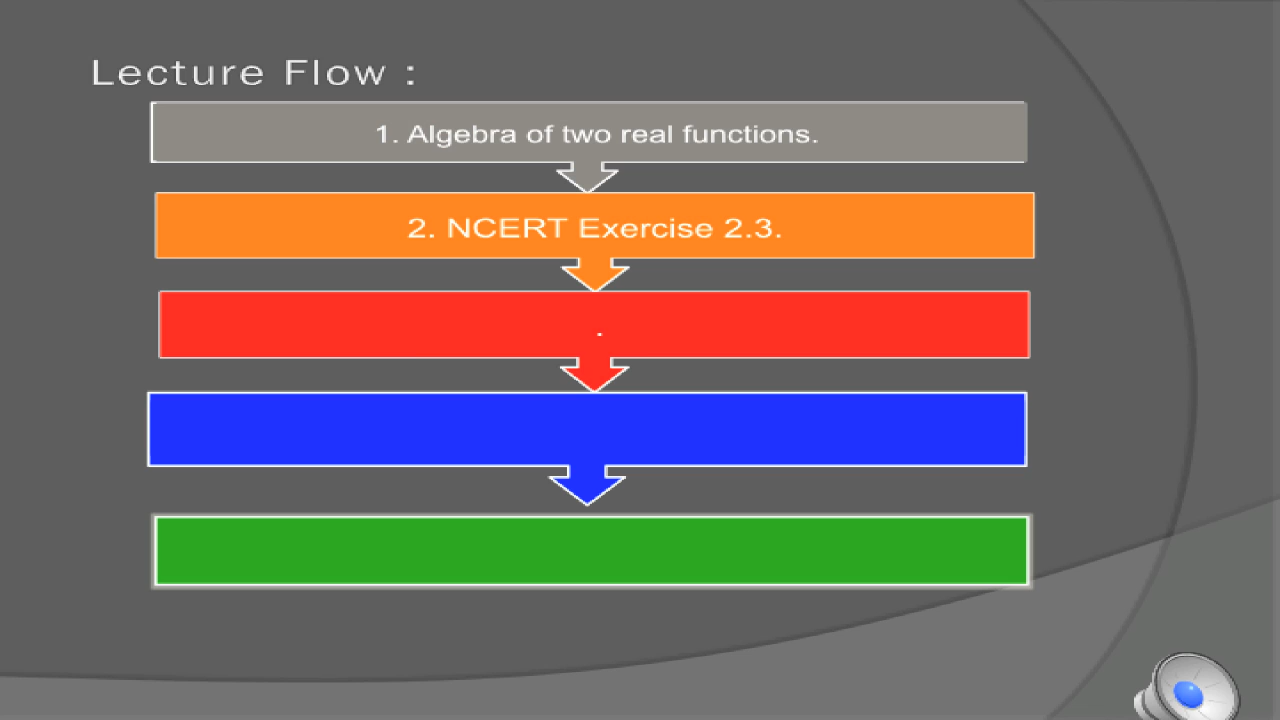 Lecture Flow :
1. Algebra of two real functions.
2. NCERT Exercise 2.3.
.